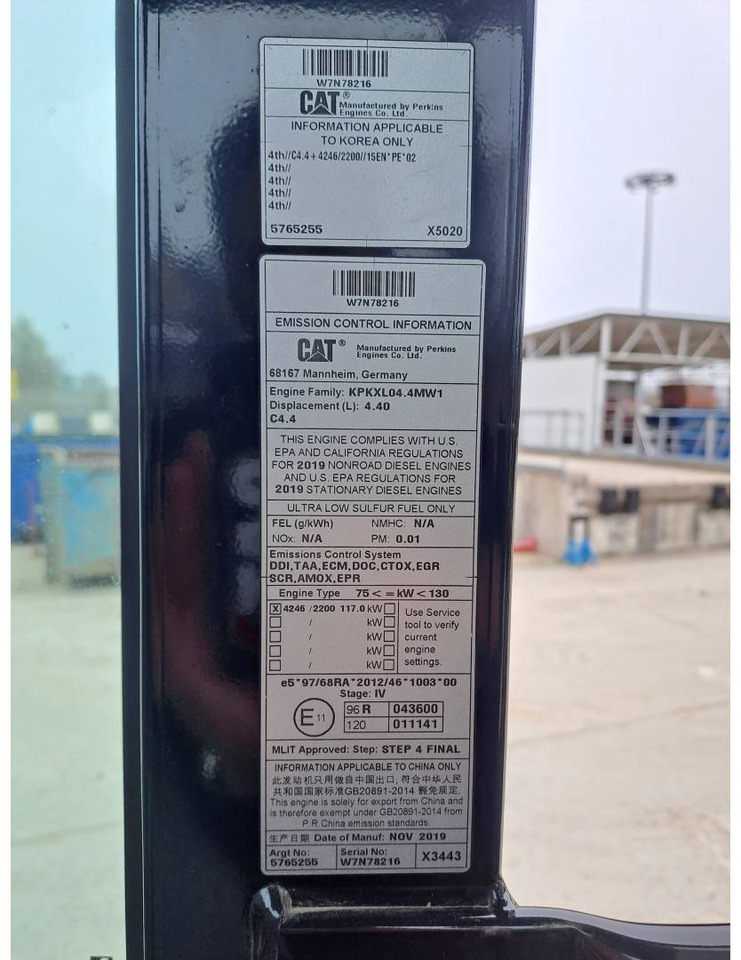 W7N78216
CAT® Manufactured by Perkins
Engines Co. Ltd.
INFORMATION APPLICABLE
TO KOREA ONLY
4th//C4.4+4246/2200//15EN*PE*02
4th//
4th//
4th//
4th//
5765255 X5020
W7N78216
EMISSION CONTROL INFORMATION
CAT® Manufactured by Perkins
Engines Co. Ltd.
68167 Mannheim, Germany
Engine Family: KPKXL04.4MW1
Displacement (L): 4.40
C4.4
THIS ENGINE COMPLIES WITH U.S.
EPA AND CALIFORNIA REGULATIONS
FOR 2019 NONROAD DIESEL ENGINES
AND U.S. EPA REGULATIONS FOR
2019 STATIONARY DIESEL ENGINES
ULTRA LOW SULFUR FUEL ONLY
FEL (g/kWh) NMHC: N/A
NOx: N/A PM: 0.01
Emissions Control System
DDI,TAA,ECM,DOC,CTOX,EGR
SCR,AMOX,EPR
Engine Type 75 < = kW < 130
X 4246 / 2200 117.0 kW Use Service
/ kW tool to verify
/ kW current
/ kW engine
/ kW settings.
e5*97/68RA*2012/46*1003*00
Stage: IV
E 11 96 R 043600
120 011141
MLIT Approved: Step: STEP 4 FINAL
INFORMATION APPLICABLE TO CHINA ONLY
此发动机只用做自中国出口, 符合中华人民
共和国国家标准GB20891-2014 豁免规定.
This engine is solely for export from China and
is therefore exempt under GB20891-2014 from
P.R.China emission standards.
生产日期 Date of Manuf: NOV 2019
Argt No: Serial No: X3443
5765255 W7N78216